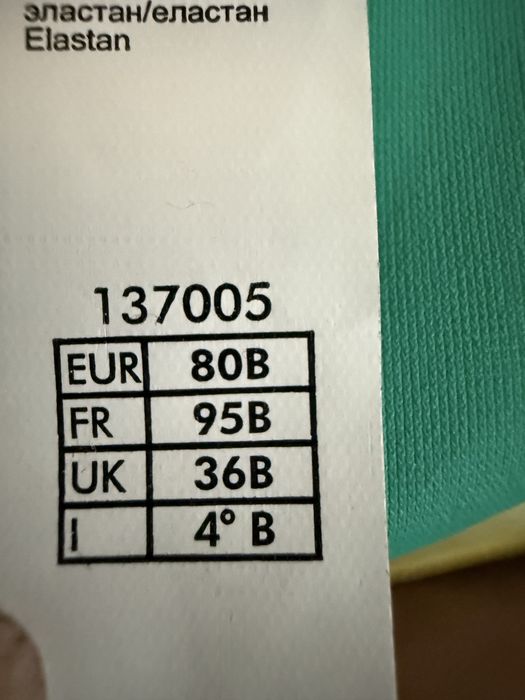 эластан/еластан
Elastan
137005
EUR 80B
FR 95B
UK 36B
I 4° B